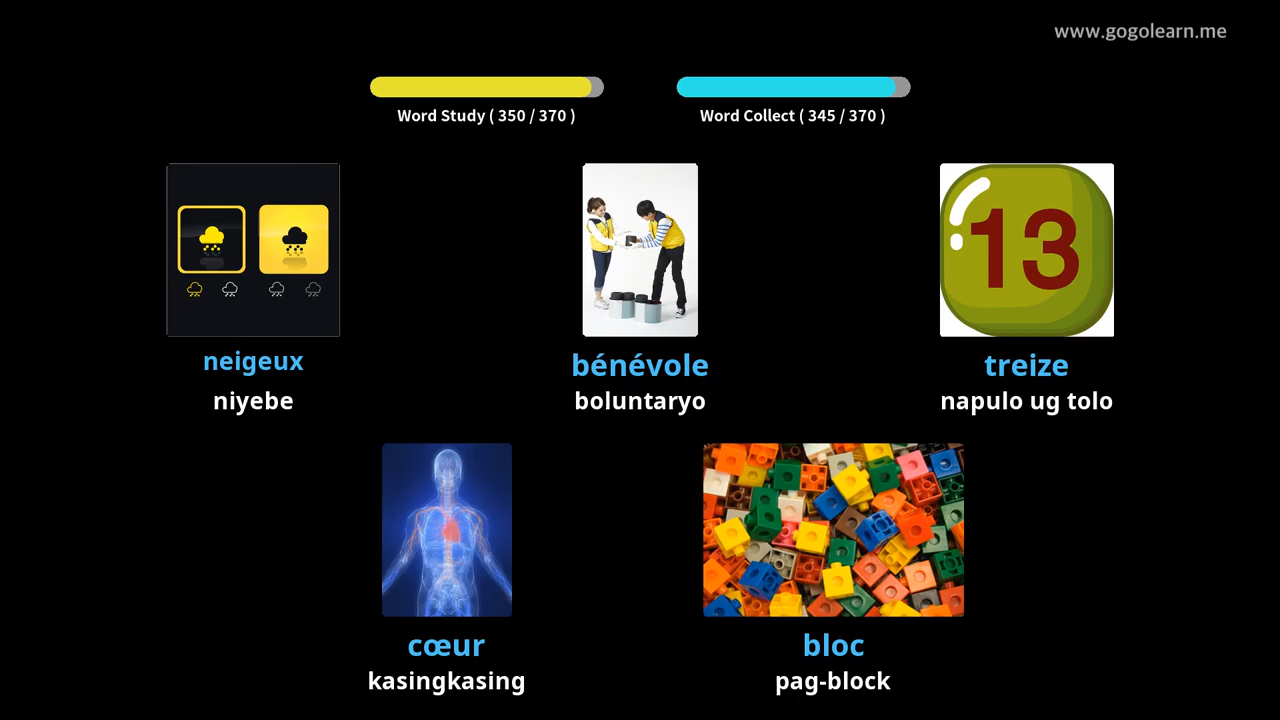 www.gogolearn.me
Word Study ( 350 / 370 )
Word Collect ( 345 / 370 )
13
neigeux
bénévole
treize
niyebe
boluntaryo
napulo ug tolo
cœur
bloc
kasingkasing
pag-block